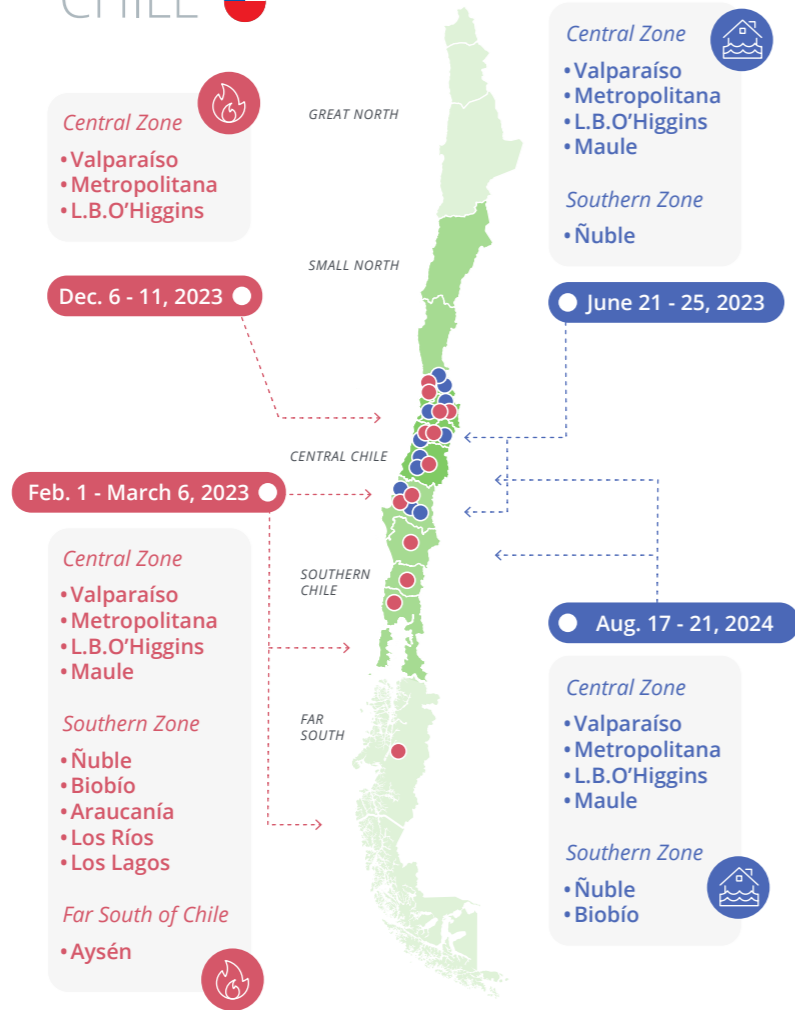 CHILE
Central Zone
• Valparaíso
• Metropolitana
• L.B.O'Higgins
Dec. 6 - 11, 2023
Feb. 1 - March 6, 2023
Central Zone
• Valparaíso
• Metropolitana
• L.B.O'Higgins
• Maule
Southern Zone
• Ñuble
• Biobío
• Araucanía
• Los Ríos
• Los Lagos
Far South of Chile
• Aysén
GREAT NORTH
SMALL NORTH
CENTRAL CHILE
SOUTHERN
CHILE
FAR
SOUTH
Central Zone
• Valparaíso
• Metropolitana
• L.B.O'Higgins
• Maule
Southern Zone
• Ñuble
June 21 - 25, 2023
Aug. 17 - 21, 2024
Central Zone
• Valparaíso
• Metropolitana
• L.B.O'Higgins
• Maule
Southern Zone
• Ñuble
• Biobío